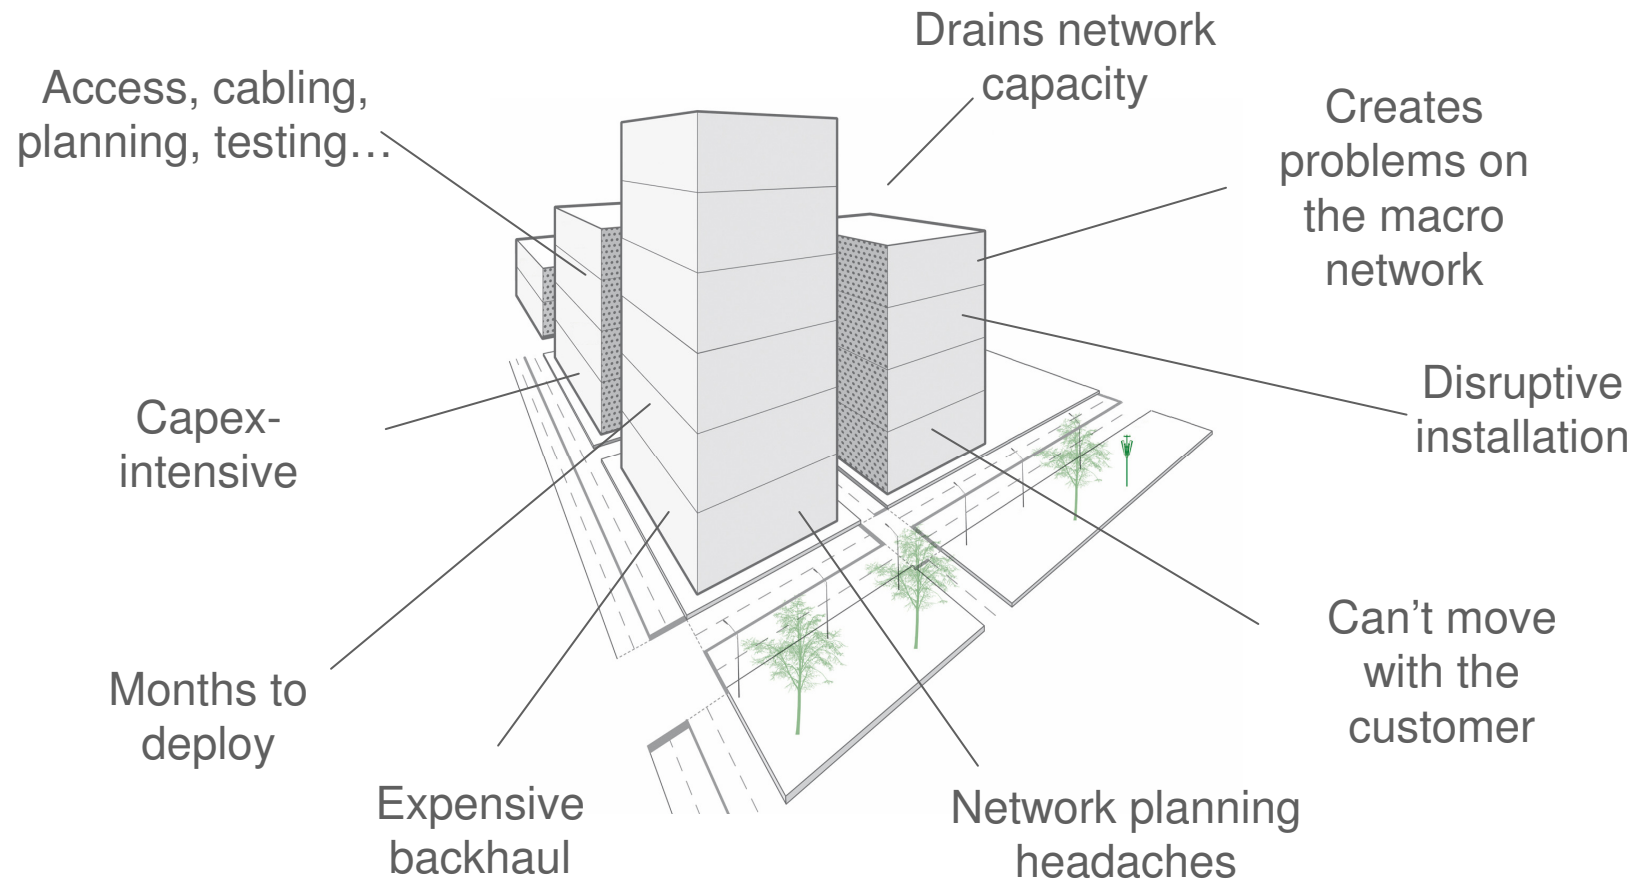 Drains network
capacity
Access, cabling,
planning, testing…
Creates
problems on
the macro
network
Disruptive
installation
Capex-
intensive
Can’t move
with the
customer
Months to
deploy
Expensive
backhaul
Network planning
headaches